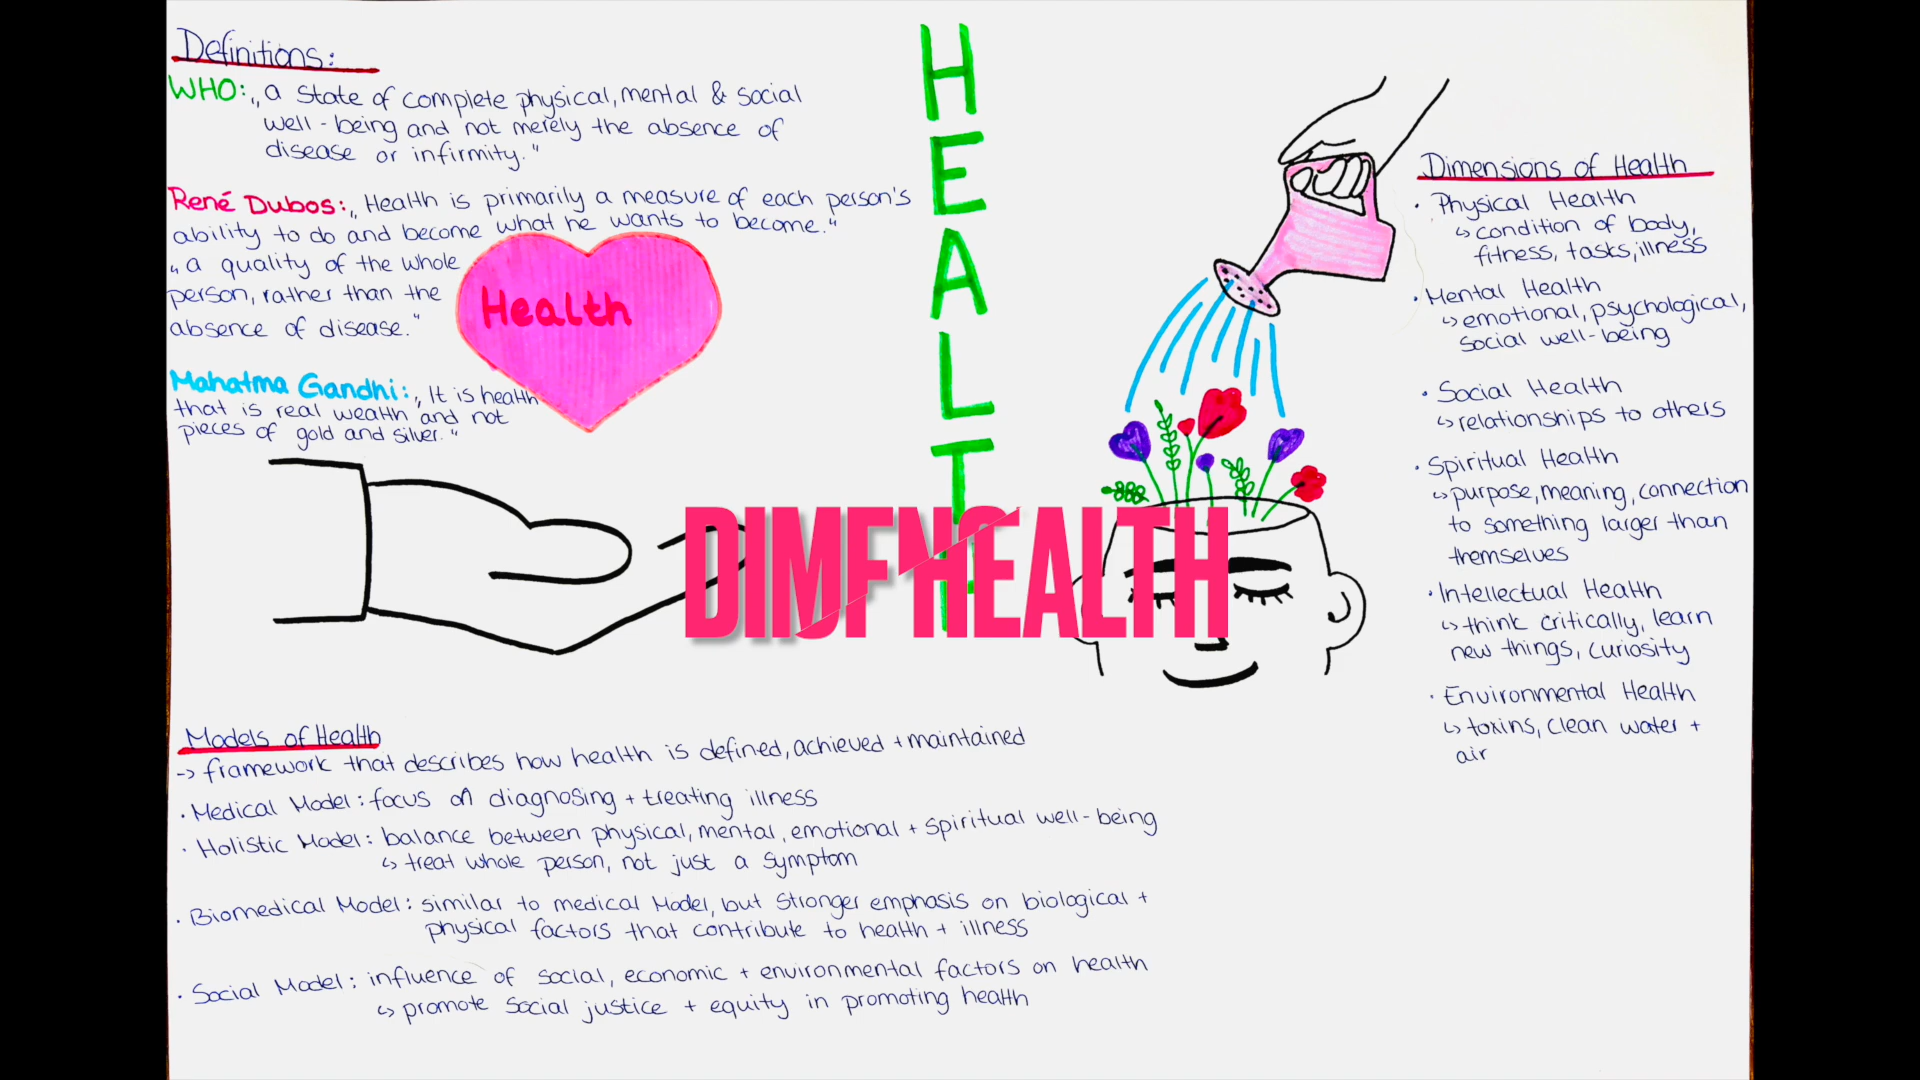 Definitions:
WHO: „a state of complete physical, mental & social
well-being and not merely the absence of
disease or infirmity."
René Dubos: „Health is primarily a measure of each person's
ability to do and become what he wants to become."
„a quality of the whole
person, rather than the
absence of disease."
Health
Mahatma Gandhi: „It is health
that is real wealth and not
pieces of gold and silver."
HEALTH
Dimensions of Health
· Physical Health
↳ condition of body,
fitness, tasks, illness
· Mental Health
↳ emotional, psychological,
social well-being
· Social Health
↳ relationships to others
· Spiritual Health
↳ purpose, meaning, connection
to something larger than
themselves
· Intellectual Health
↳ think critically, learn
new things, curiosity
· Environmental Health
↳ toxins, clean water +
air
Models of Health
-> framework that describes how health is defined, achieved + maintained
· Medical Model: focus on diagnosing + treating illness
· Holistic Model: balance between physical, mental, emotional + spiritual well-being
↳ treat whole person, not just a symptom
· Biomedical Model: similar to medical Model, but stronger emphasis on biological +
physical factors that contribute to health + illness
· Social Model: influence of social, economic + environmental factors on health
↳ promote social justice + equity in promoting health